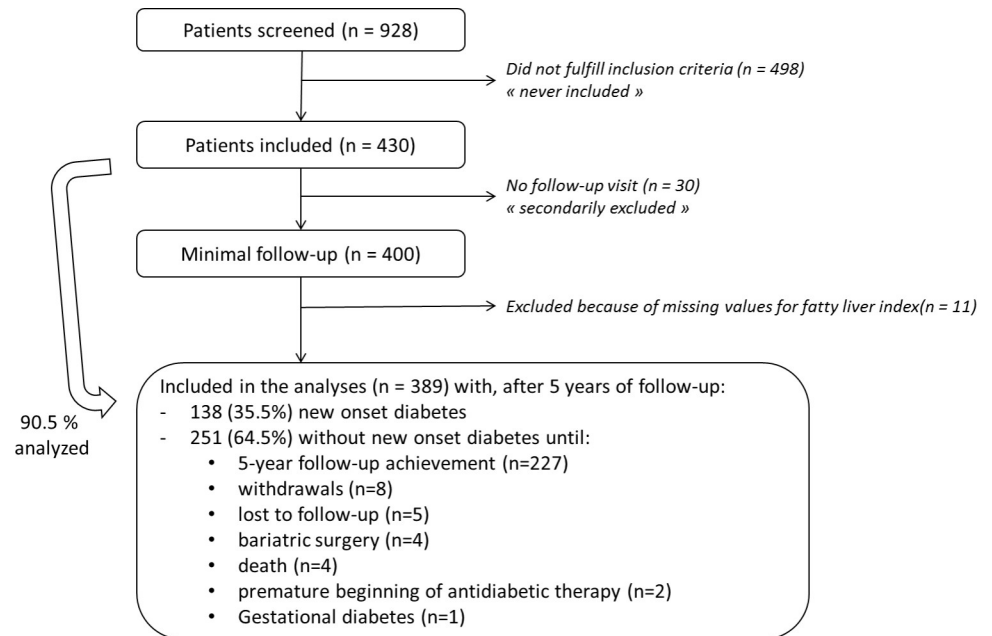 Patients screened (n = 928)
Did not fulfill inclusion criteria (n = 498)
« never included »
Patients included (n = 430)
No follow-up visit (n = 30)
« secondarily excluded »
Minimal follow-up (n = 400)
Excluded because of missing values for fatty liver index(n = 11)
Included in the analyses (n = 389) with, after 5 years of follow-up:
- 138 (35.5%) new onset diabetes
- 251 (64.5%) without new onset diabetes until:
• 5-year follow-up achievement (n=227)
• withdrawals (n=8)
• lost to follow-up (n=5)
• bariatric surgery (n=4)
• death (n=4)
• premature beginning of antidiabetic therapy (n=2)
• Gestational diabetes (n=1)
90.5 %
analyzed